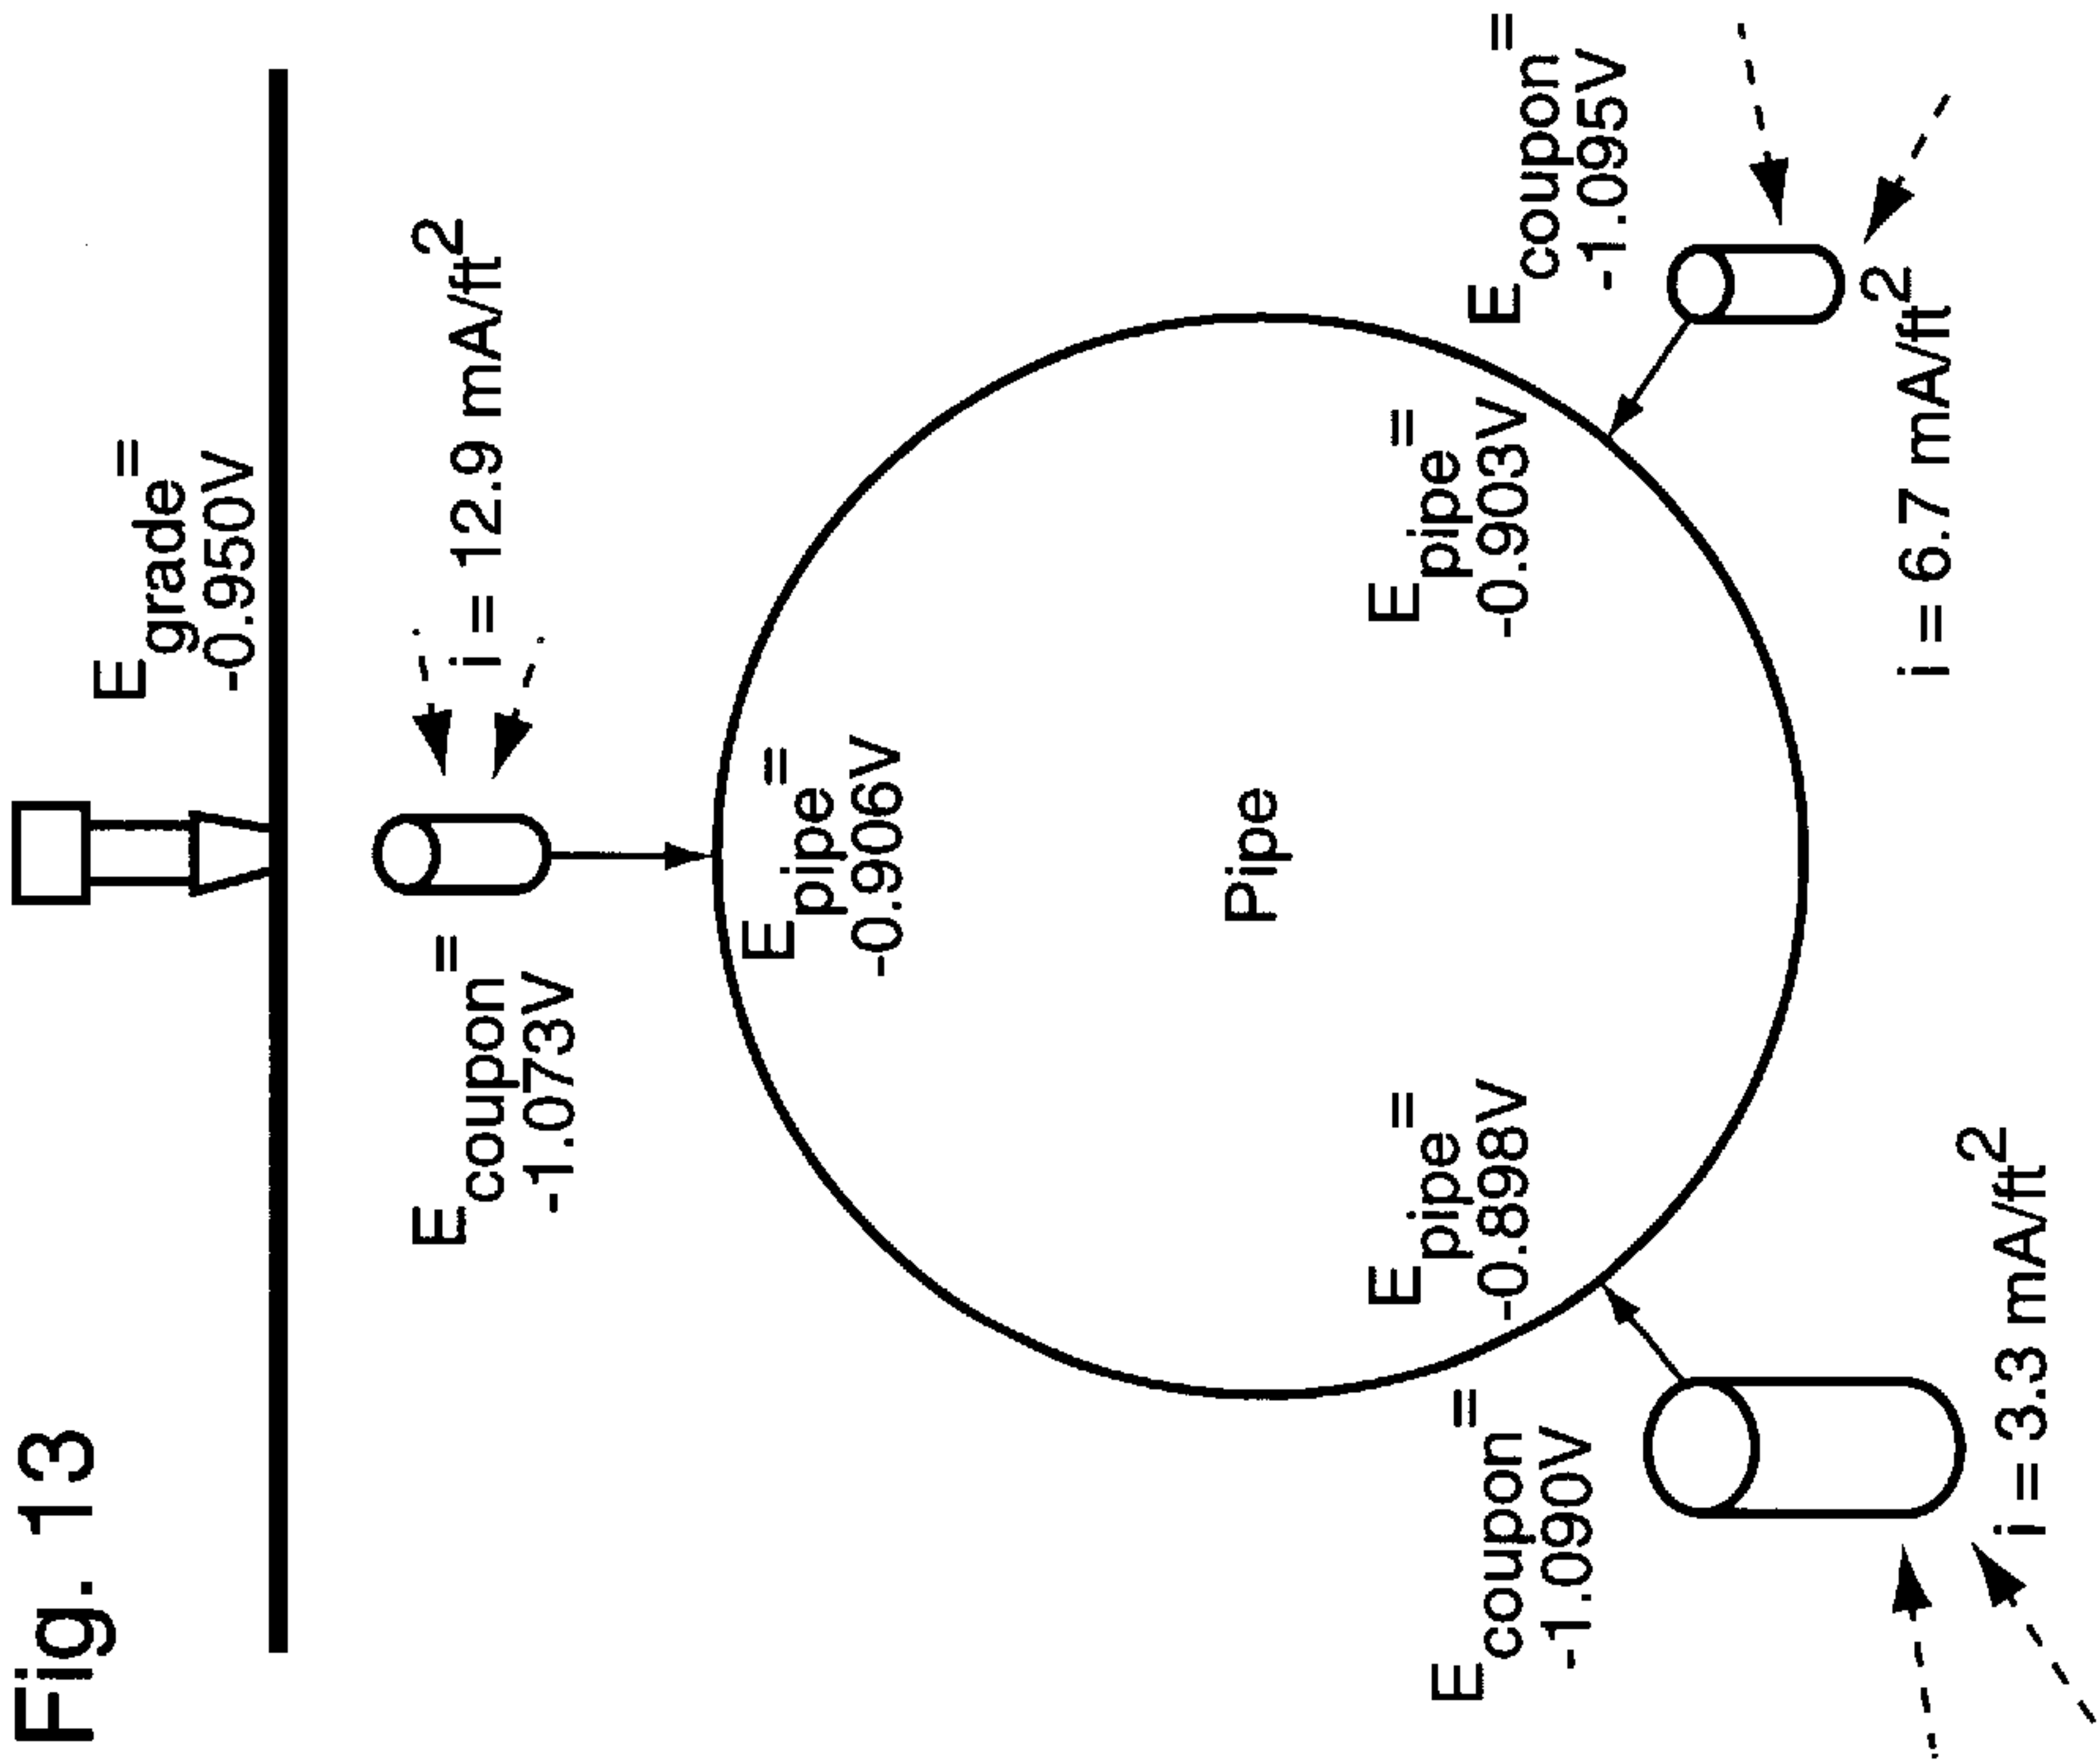 Fig. 13
E grade =
-0.950V
E coupon =
-1.073V
i = 12.9 mA/ft2
E pipe =
-0.906V
Pipe
E pipe =
-0.898V
E pipe =
-0.903V
E coupon =
-1.090V
i = 3.3 mA/ft2
E coupon =
-1.095V
i = 6.7 mA/ft2